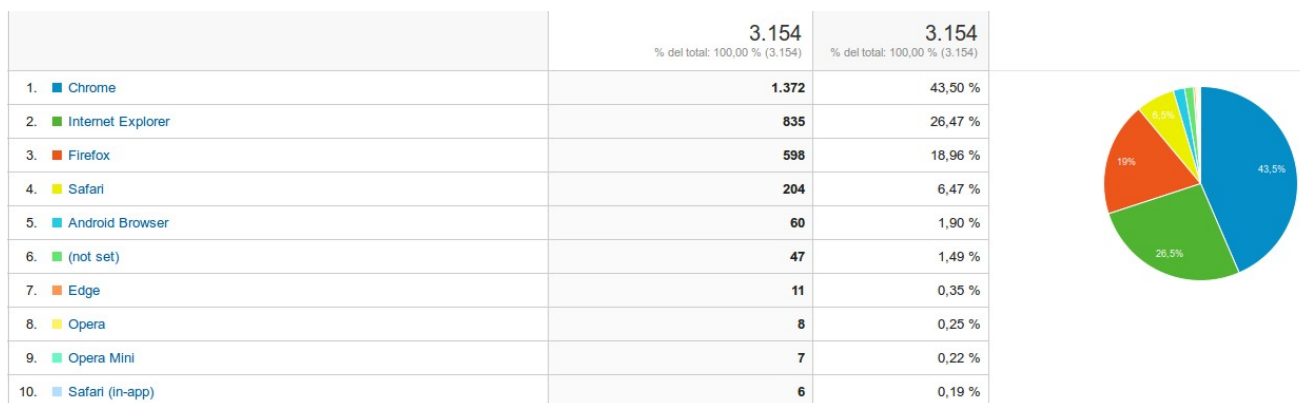 3.154 3.154
% del total: 100,00 % (3.154) % del total: 100,00 % (3.154)
1. Chrome 1.372 43,50 %
2. Internet Explorer 835 26,47 %
3. Firefox 598 18,96 %
4. Safari 204 6,47 %
5. Android Browser 60 1,90 %
6. (not set) 47 1,49 %
7. Edge 11 0,35 %
8. Opera 8 0,25 %
9. Opera Mini 7 0,22 %
10. Safari (in-app) 6 0,19 %
6,5%
19%
43,5%
26,5%